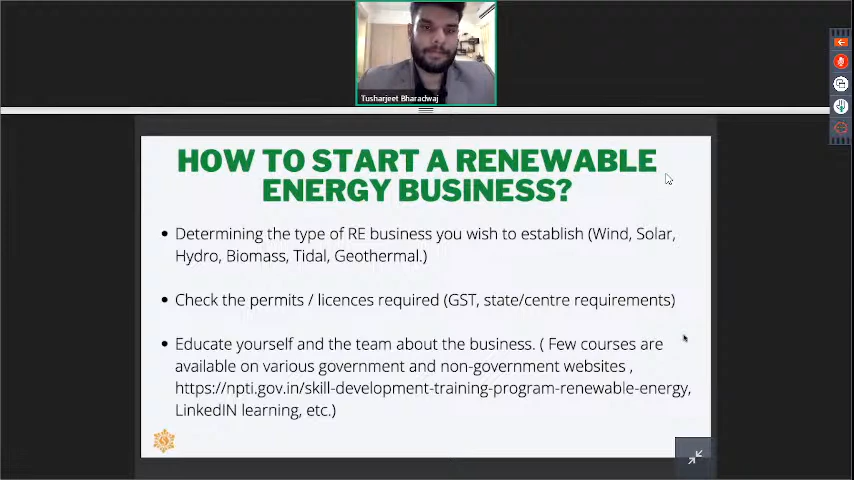 Tusharjeet Bharadwaj
HOW TO START A RENEWABLE
ENERGY BUSINESS?
• Determining the type of RE business you wish to establish (Wind, Solar,
Hydro, Biomass, Tidal, Geothermal.)
• Check the permits / licences required (GST, state/centre requirements)
• Educate yourself and the team about the business. ( Few courses are
available on various government and non-government websites ,
https://npti.gov.in/skill-development-training-program-renewable-energy,
LinkedIN learning, etc.)